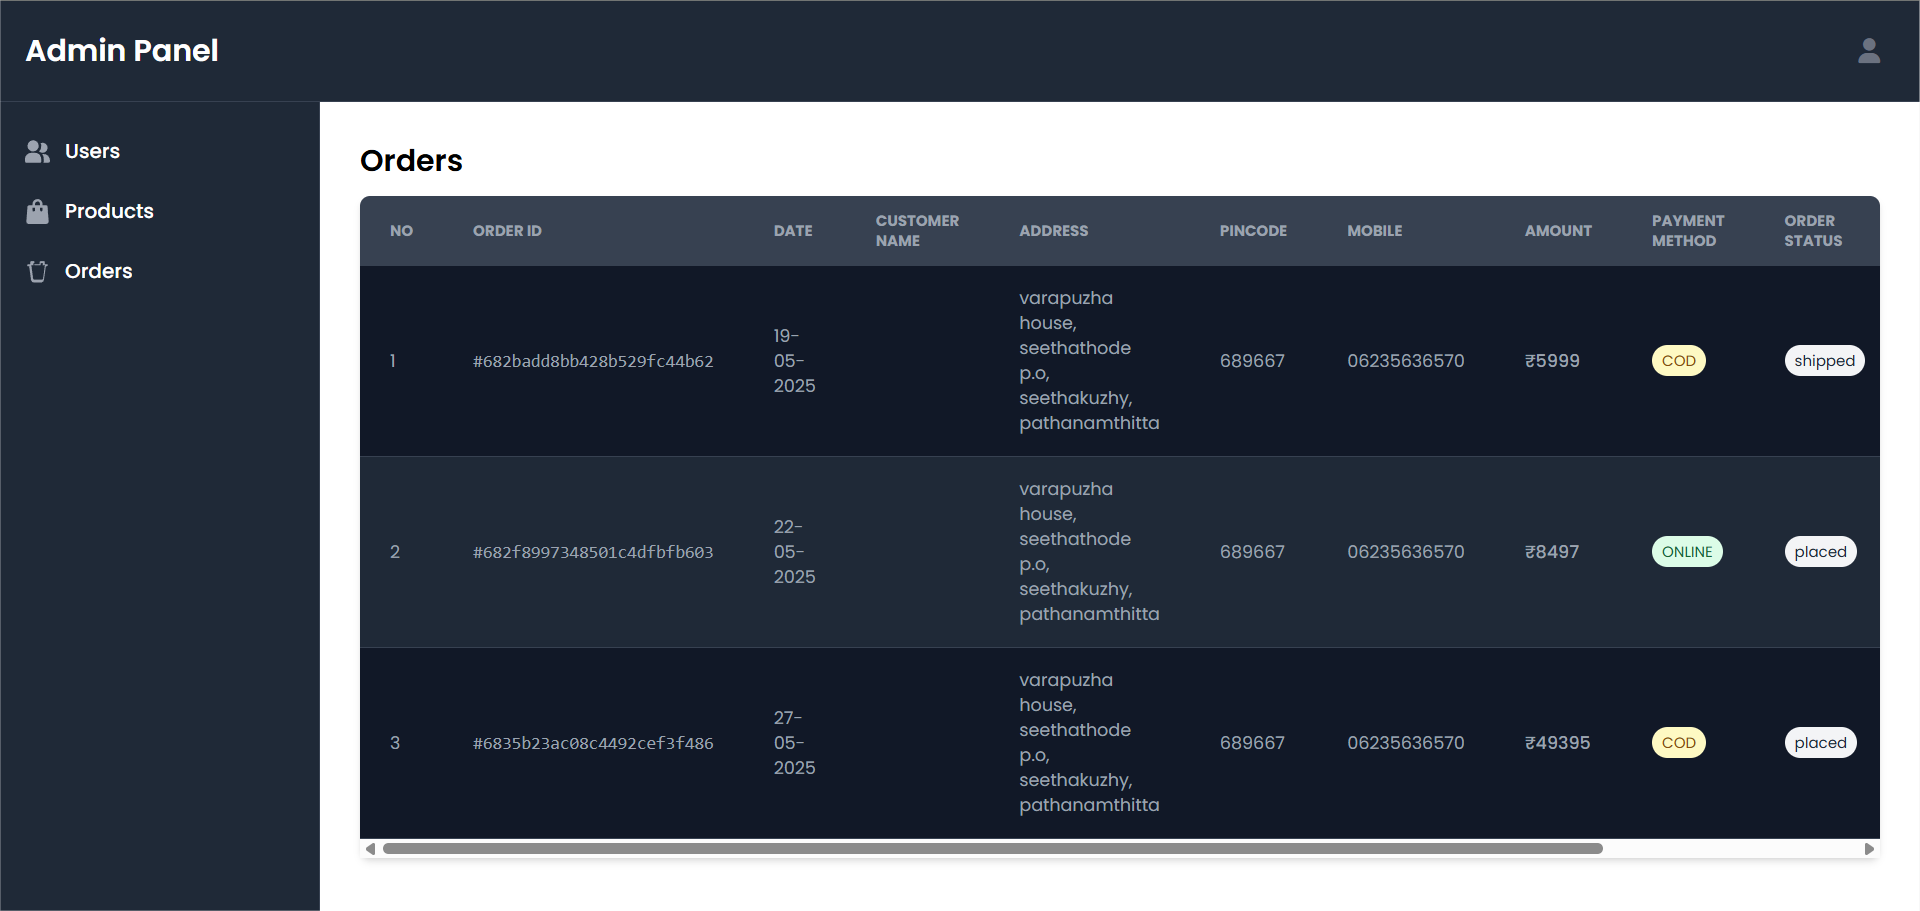 Admin Panel
Users
Products
Orders
Orders
NO ORDER ID DATE CUSTOMER NAME ADDRESS PINCODE MOBILE AMOUNT PAYMENT METHOD ORDER STATUS
1 #682badd8bb428b529fc44b62 19-05-2025 varapuzha house, seethathode p.o, seethakuzhy, pathanamthitta 689667 06235636570 ₹5999 COD shipped
2 #682f8997348501c4dfbfb603 22-05-2025 varapuzha house, seethathode p.o, seethakuzhy, pathanamthitta 689667 06235636570 ₹8497 ONLINE placed
3 #6835b23ac08c4492cef3f486 27-05-2025 varapuzha house, seethathode p.o, seethakuzhy, pathanamthitta 689667 06235636570 ₹49395 COD placed